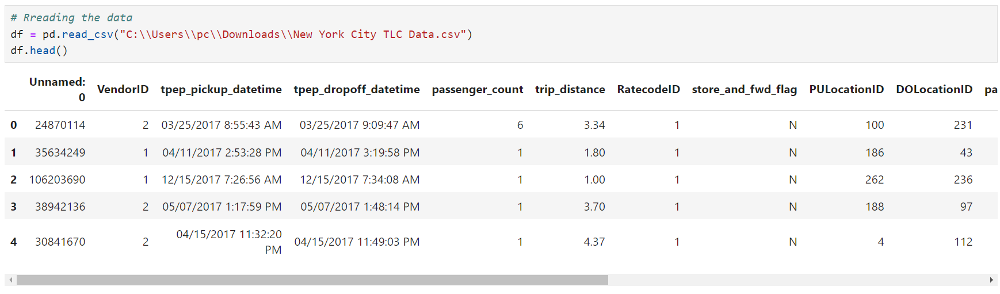 # Rreading the data
df = pd.read_csv("C:\\Users\\pc\\Downloads\\New York City TLC Data.csv")
df.head()
Unnamed: 0 VendorID tpep_pickup_datetime tpep_dropoff_datetime passenger_count trip_distance RatecodeID store_and_fwd_flag PULocationID DOLocationID pa
0 24870114 2 03/25/2017 8:55:43 AM 03/25/2017 9:09:47 AM 6 3.34 1 N 100 231
1 35634249 1 04/11/2017 2:53:28 PM 04/11/2017 3:19:58 PM 1 1.80 1 N 186 43
2 106203690 1 12/15/2017 7:26:56 AM 12/15/2017 7:34:08 AM 1 1.00 1 N 262 236
3 38942136 2 05/07/2017 1:17:59 PM 05/07/2017 1:48:14 PM 1 3.70 1 N 188 97
4 30841670 2 04/15/2017 11:32:20 PM 04/15/2017 11:49:03 PM 1 4.37 1 N 4 112